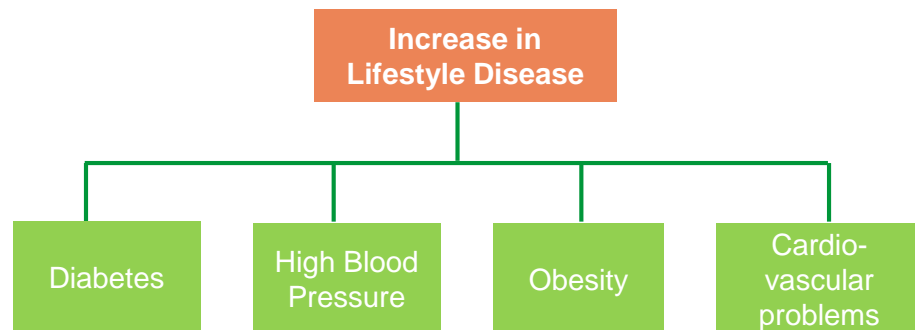 Increase in
Lifestyle Disease
Diabetes
High Blood
Pressure
Obesity
Cardio-
vascular
problems